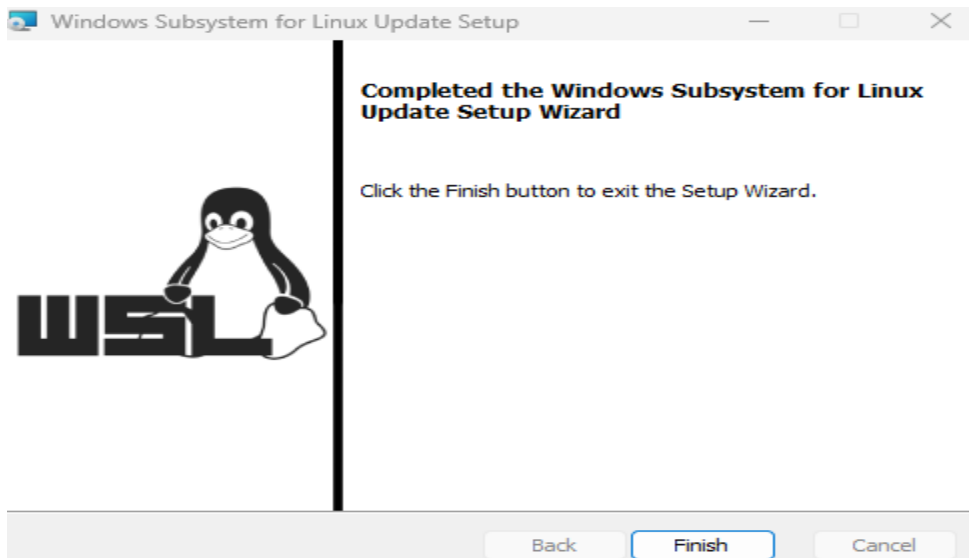 Windows Subsystem for Linux Update Setup
Completed the Windows Subsystem for Linux
Update Setup Wizard
Click the Finish button to exit the Setup Wizard.
WSL
Back
Finish
Cancel